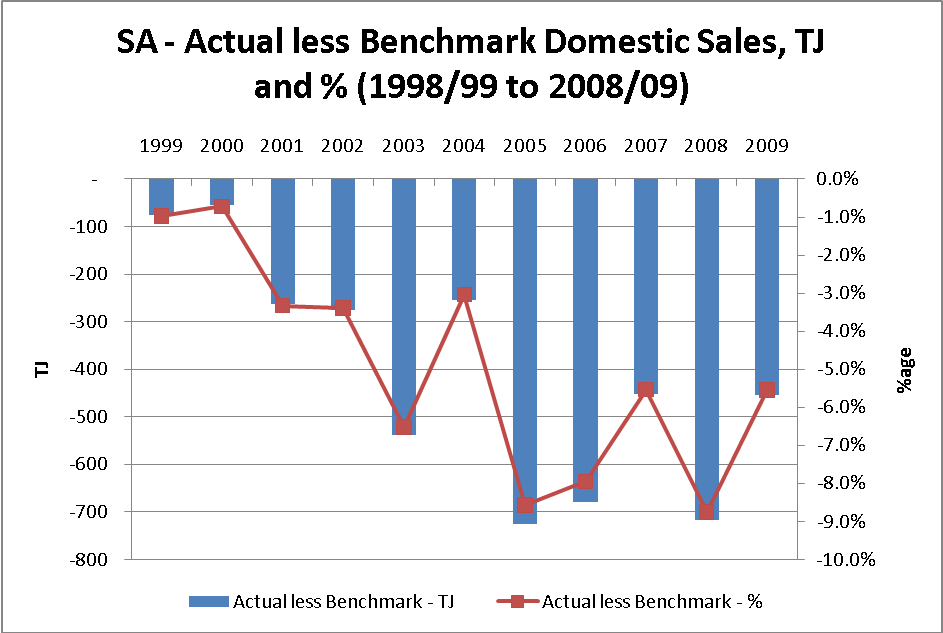 SA - Actual less Benchmark Domestic Sales, TJ
and % (1998/99 to 2008/09)
1999 2000 2001 2002 2003 2004 2005 2006 2007 2008 2009
- 0.0%
-100 -1.0%
-200 -2.0%
-300 -3.0%
-400 -4.0%
-500 -5.0%
-600 -6.0%
-700 -7.0%
-800 -8.0%
-9.0%
-10.0%
TJ
%age
Actual less Benchmark - TJ Actual less Benchmark - %